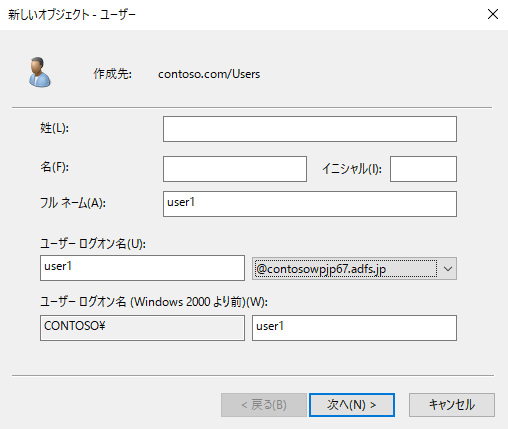 新しいオブジェクト - ユーザー
作成先: contoso.com/Users
姓(L):
名(F): イニシャル(I):
フル ネーム(A): user1
ユーザー ログオン名(U):
user1 @contosowpjp67.adfs.jp
ユーザー ログオン名 (Windows 2000 より前)(W):
CONTOSO¥ user1
< 戻る(B) 次へ(N) > キャンセル